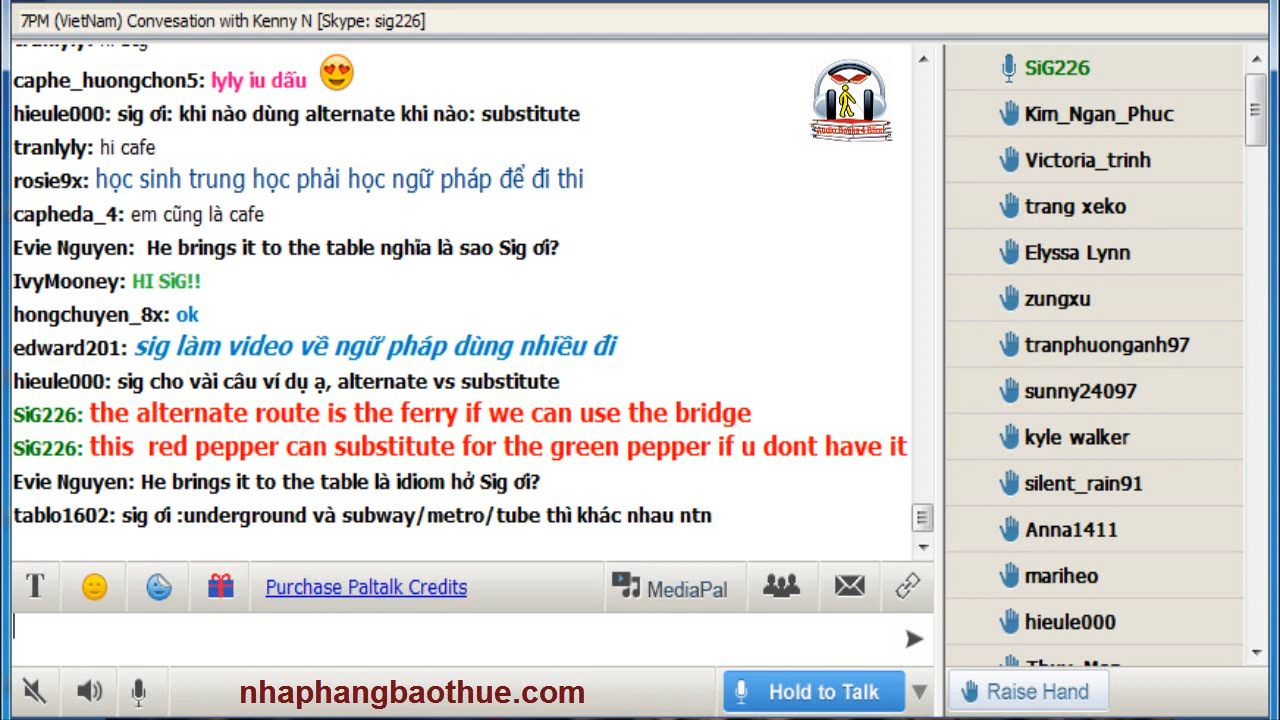 7PM (VietNam) Convesation with Kenny N [Skype: sig226]
caphe_huongchon5: lyly iu dấu
hieule000: sig ơi: khi nào dùng alternate khi nào: substitute
tranlyly: hi cafe
rosie9x: học sinh trung học phải học ngữ pháp để đi thi
capheda_4: em cũng là cafe
Evie Nguyen: He brings it to the table nghĩa là sao Sig ơi?
IvyMooney: HI SiG!!
hongchuyen_8x: ok
edward201: sig làm video về ngữ pháp dùng nhiều đi
hieule000: sig cho vài câu ví dụ ạ, alternate vs substitute
SiG226: the alternate route is the ferry if we can use the bridge
SiG226: this red pepper can substitute for the green pepper if u dont have it
Evie Nguyen: He brings it to the table là idiom hở Sig ơi?
tablo1602: sig ơi :underground và subway/metro/tube thì khác nhau ntn
Audio Books 4 Blind
T
Purchase Paltalk Credits
MediaPal
nhaphangbaothue.com
Hold to Talk
SiG226
Kim_Ngan_Phuc
Victoria_trinh
trang xeko
Elyssa Lynn
zungxu
tranphuonganh97
sunny24097
kyle walker
silent_rain91
Anna1411
mariheo
hieule000
Raise Hand